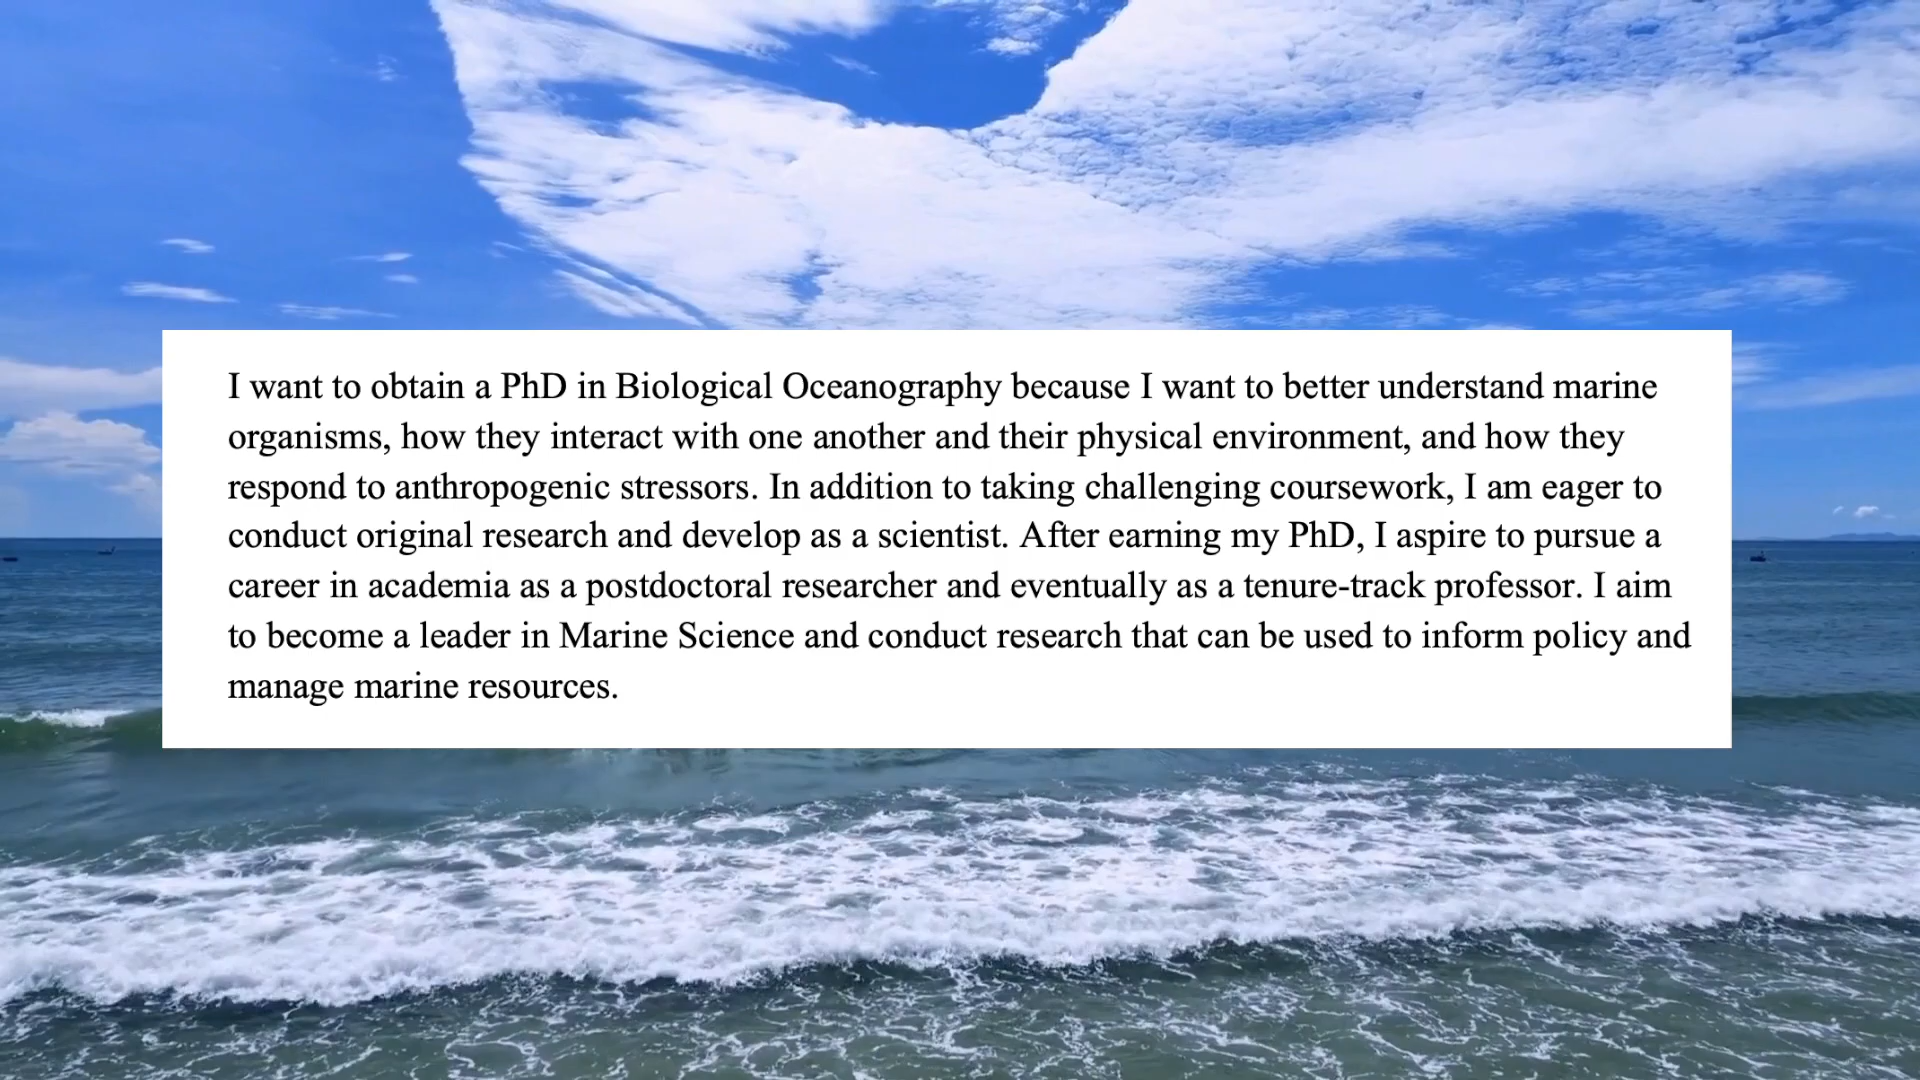 I want to obtain a PhD in Biological Oceanography because I want to better understand marine
organisms, how they interact with one another and their physical environment, and how they
respond to anthropogenic stressors. In addition to taking challenging coursework, I am eager to
conduct original research and develop as a scientist. After earning my PhD, I aspire to pursue a
career in academia as a postdoctoral researcher and eventually as a tenure-track professor. I aim
to become a leader in Marine Science and conduct research that can be used to inform policy and
manage marine resources.